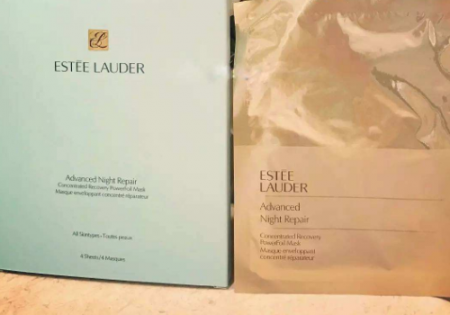 ESTĒE LAUDER
Advanced Night Repair
Concentrated Recovery PowerFoil Mask
Masque enveloppant concentré réparateur
All Skintypes • Toutes peaux
4 Sheets / 4 Masques
ESTĒE
LAUDER
Advanced
Night Repair
Concentrated Recovery
PowerFoil Mask
Masque enveloppant
concentré réparateur